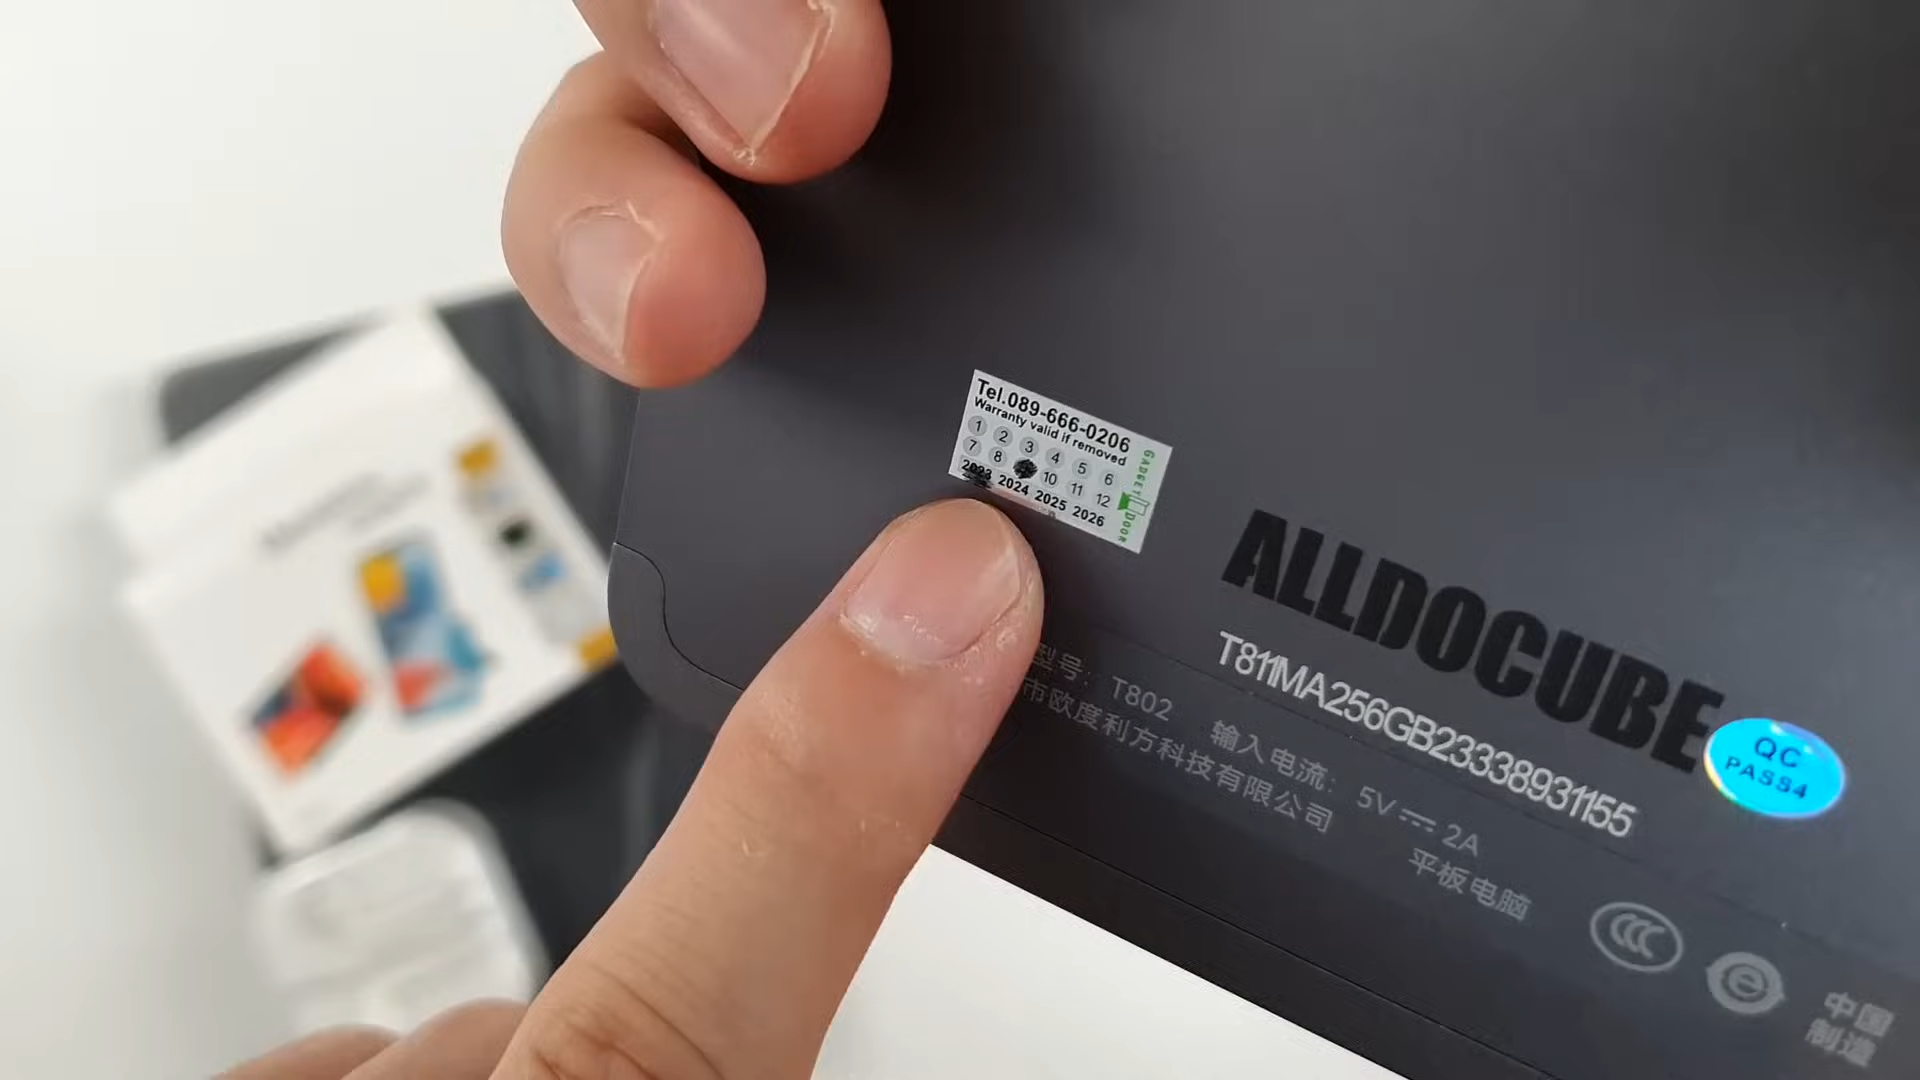 Tel.089-666-0206
Warranty valid if removed
1 2 3 4 5 6
7 8 10 11 12
2023 2024 2025 2026
GADGET DOOR
ALLDOCUBE
T811MA256GB23338931155
QC
PASS4
型号: T802 输入电流: 5V 2A
市欧度利方科技有限公司 平板电脑
CCC
e
中国
制造